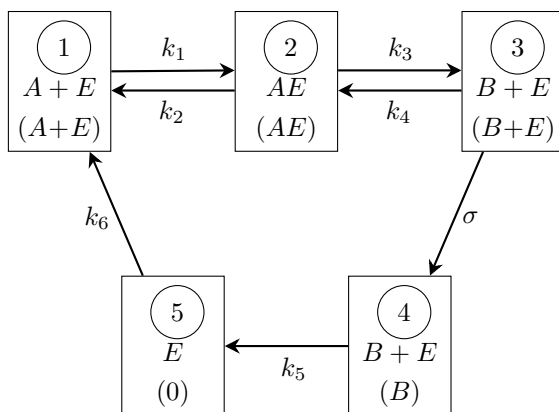 1
A + E
(A+E)
k₁
k₂
2
AE
(AE)
k₃
k₄
3
B + E
(B+E)
k₆
σ
5
E
(0)
k₅
4
B + E
(B)